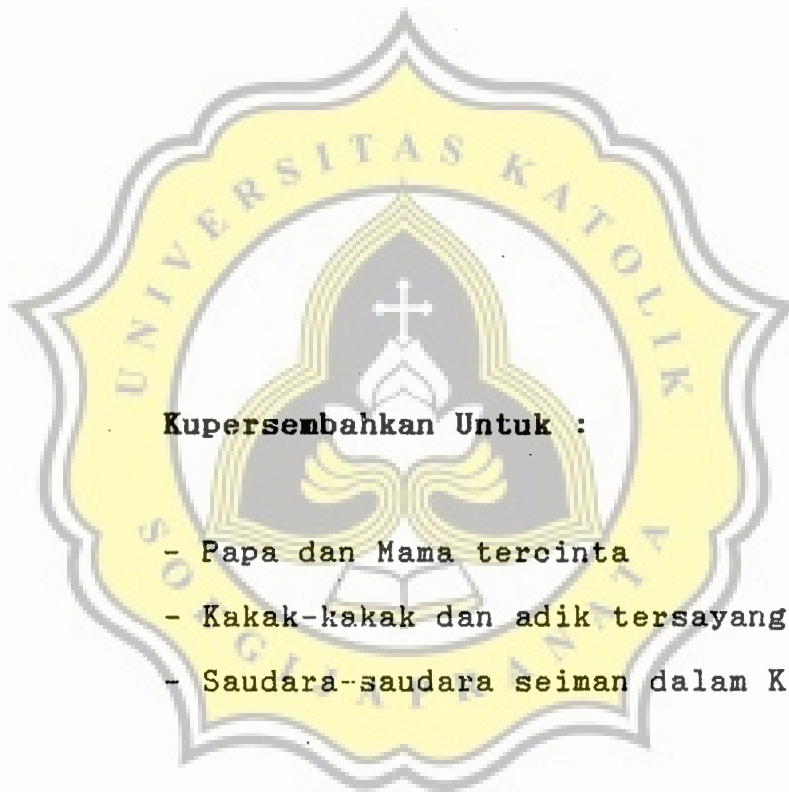 UNIVERSITAS KATOLIK
Kupersembahkan Untuk :
- Papa dan Mama tercinta
- Kakak-kakak dan adik tersayang
- Saudara-saudara seiman dalam K
SOEGIJAPRANATA